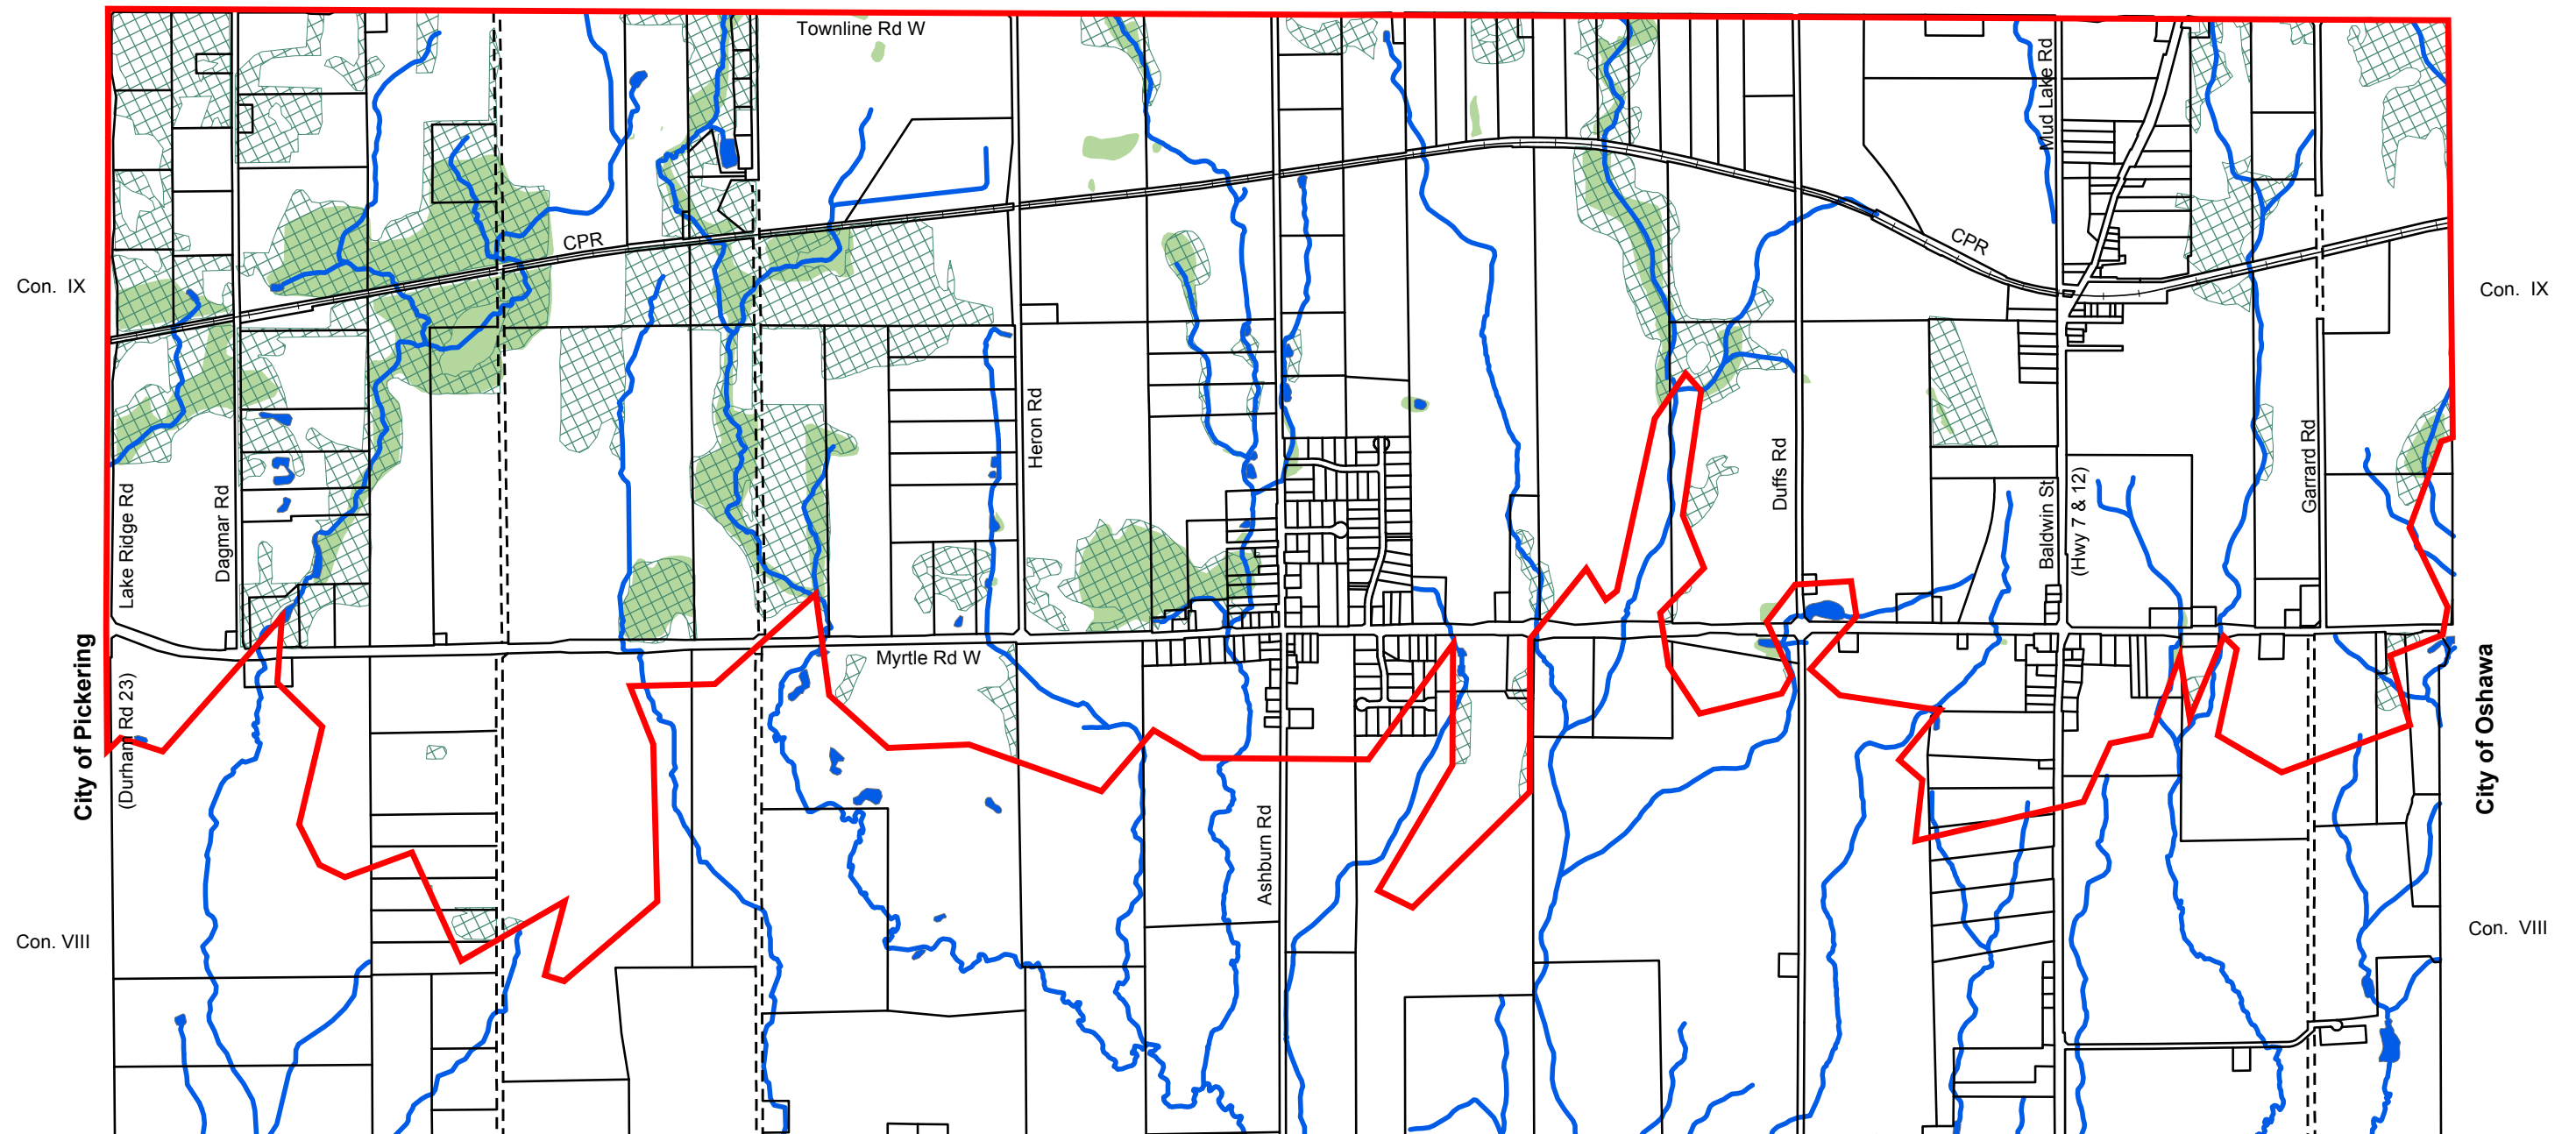 Townline Rd W
Mud Lake Rd
CPR
CPR
Con. IX
Con. IX
Heron Rd
Lake Ridge Rd
Dagmar Rd
Duffs Rd
Garrard Rd
Baldwin St
(Hwy 7 & 12)
Myrtle Rd W
City of Pickering
(Durham Rd 23)
City of Oshawa
Ashburn Rd
Con. VIII
Con. VIII